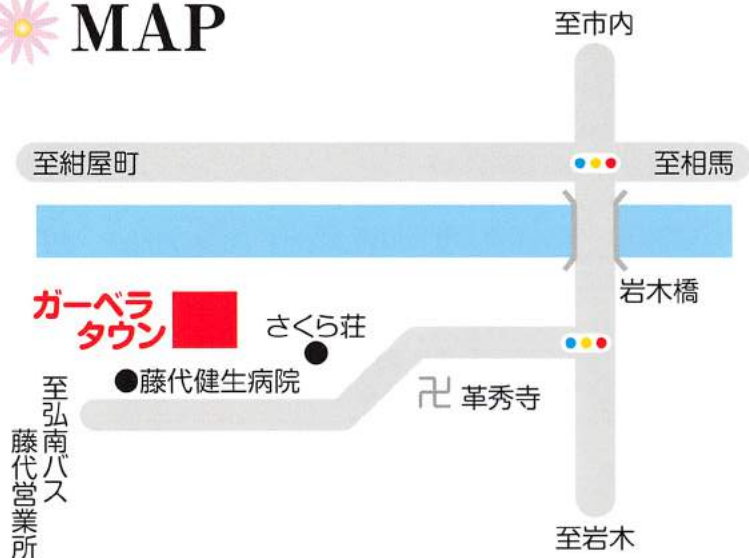 MAP
至市内
至紺屋町
至相馬
岩木橋
ガーベラ
タウン
さくら荘
藤代健生病院
卍 革秀寺
至弘南バス
藤代営業所
至岩木